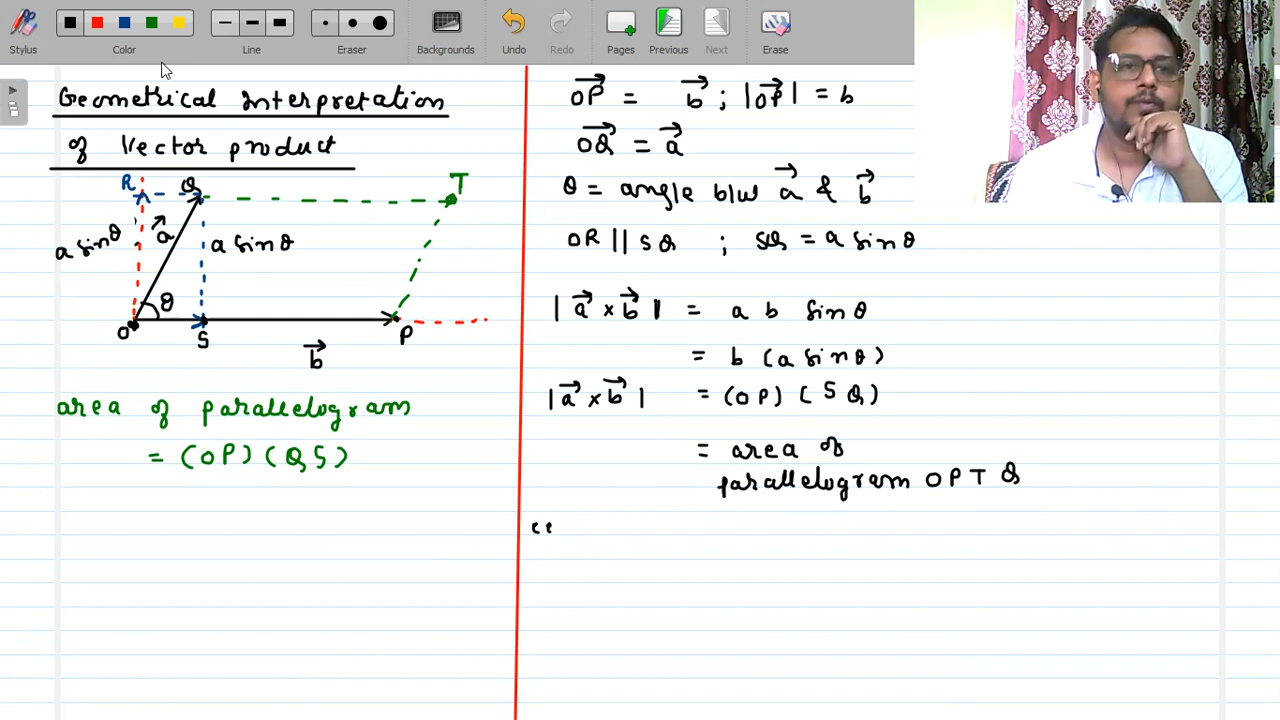 Stylus
Color
Line
Eraser
Backgrounds
Undo
Redo
Pages
Previous
Next
Erase
Geometrical Interpretation
of Vector product
R Q T
a sinθ a⃗ a sinθ
θ
O S P
b⃗
area of parallelogram
= (OP) (QS)
OP⃗ = b⃗ ; |OP⃗| = b
OQ⃗ = a⃗
θ = angle b/w a⃗ & b⃗
OR || SQ ; SQ = a sinθ
| a⃗ × b⃗ | = a b sinθ
= b (a sinθ)
| a⃗ × b⃗ | = (OP) (SQ)
= area of
parallelogram OPTQ
“